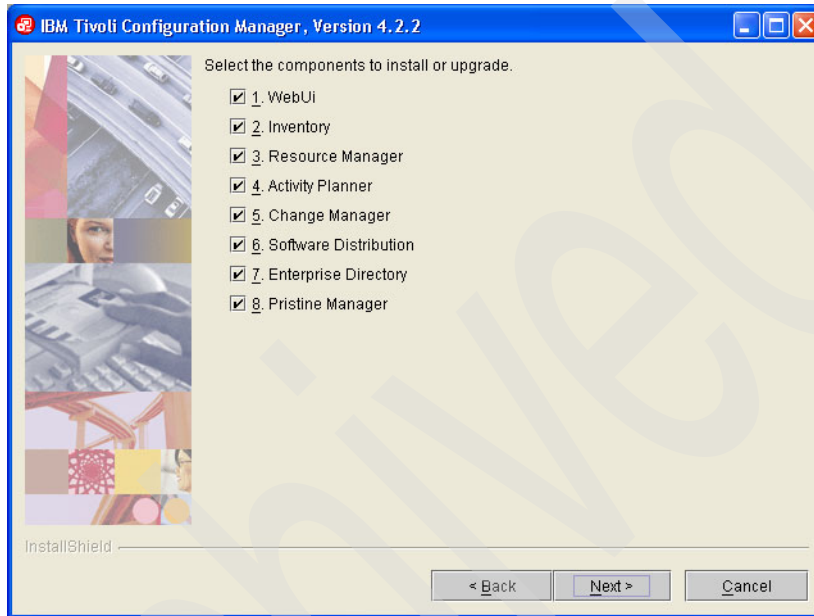 IBM Tivoli Configuration Manager, Version 4.2.2
Select the components to install or upgrade.
1. WebUi
2. Inventory
3. Resource Manager
4. Activity Planner
5. Change Manager
6. Software Distribution
7. Enterprise Directory
8. Pristine Manager
InstallShield
< Back Next > Cancel
hived